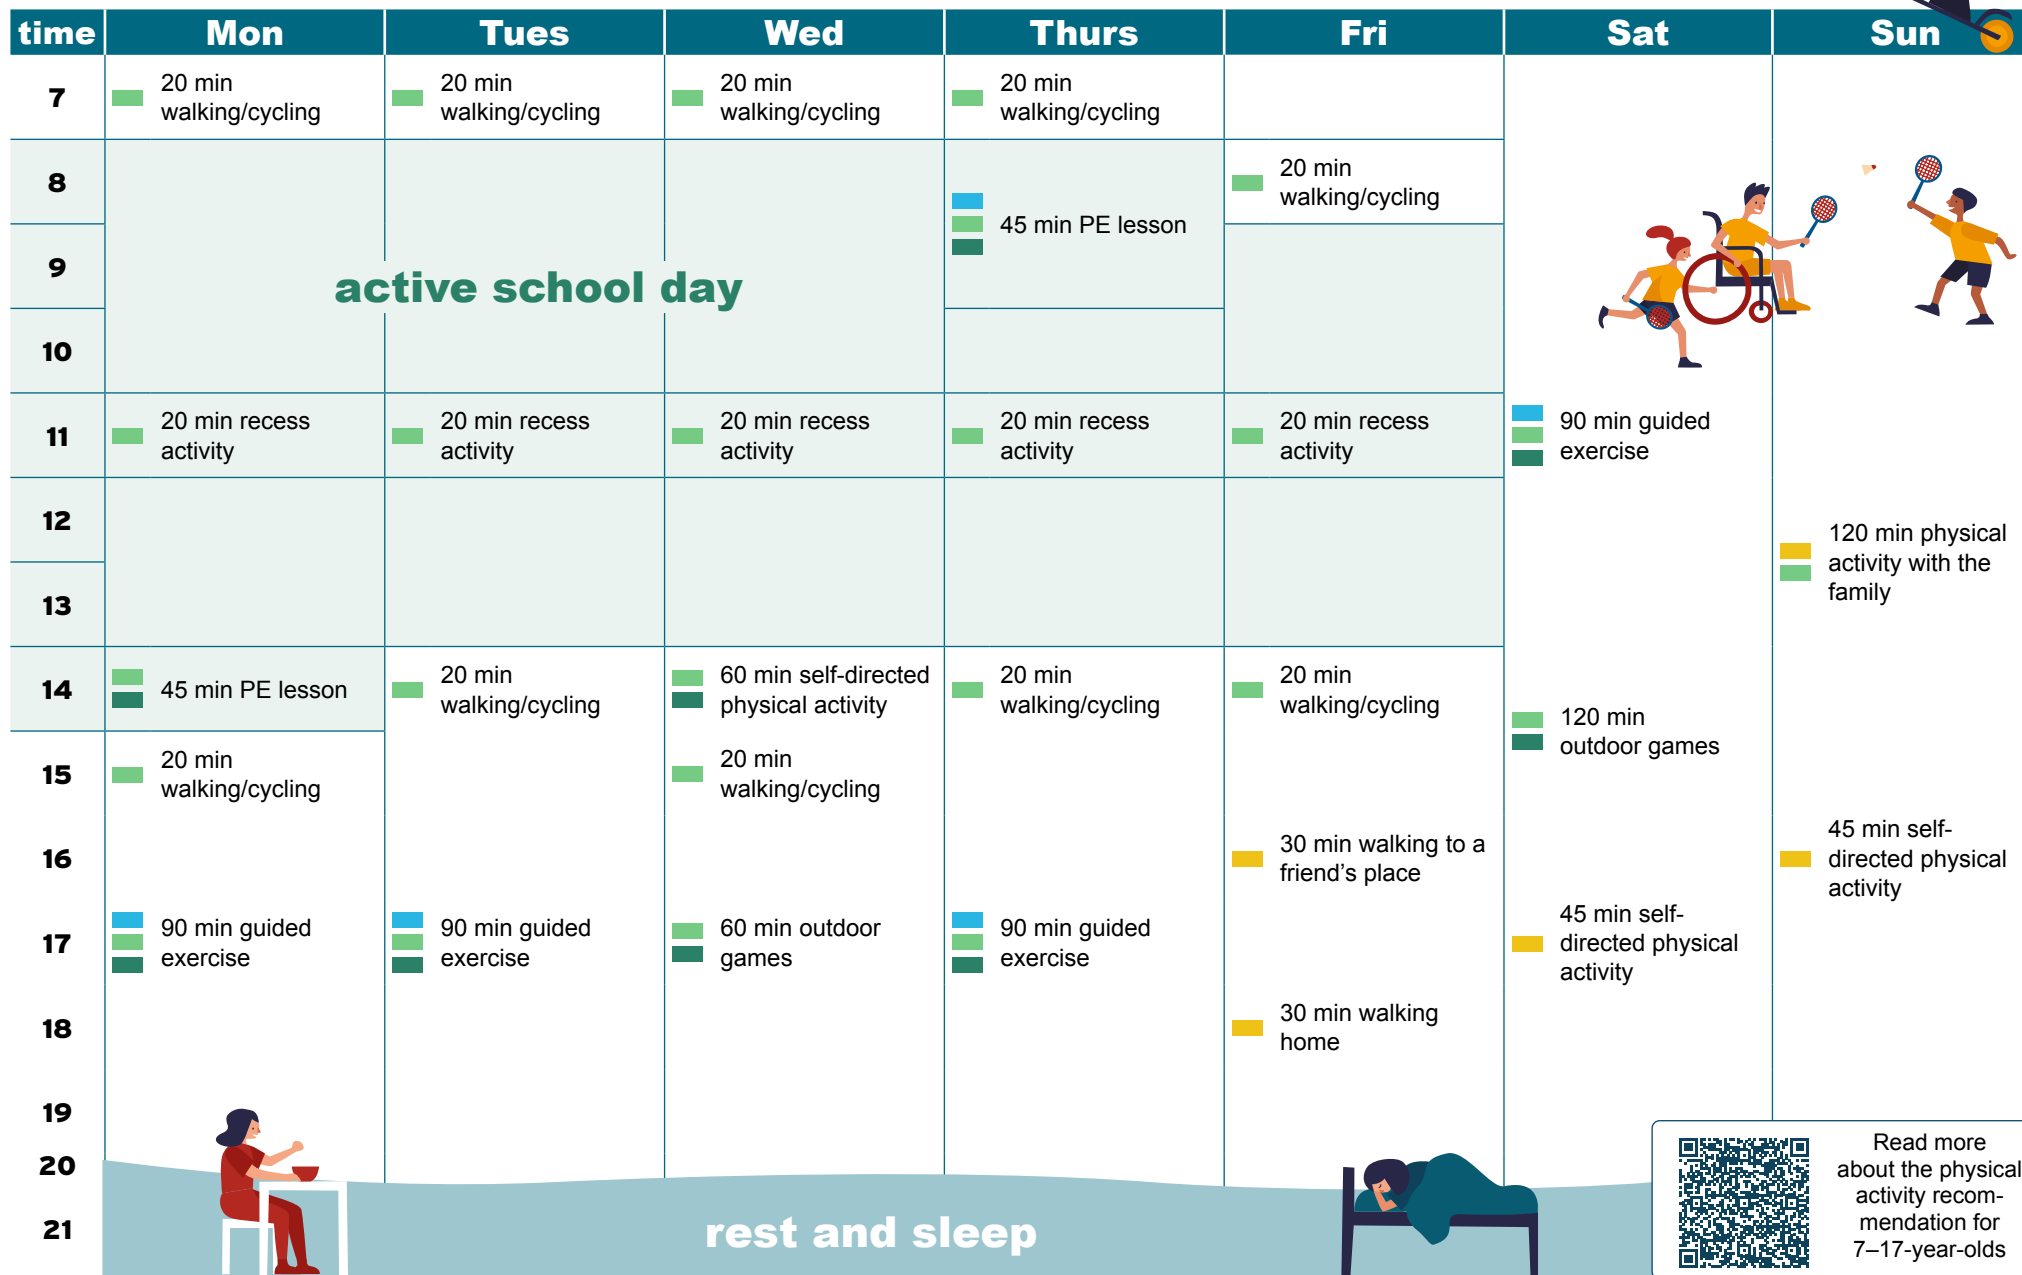 time Mon Tues Wed Thurs Fri Sat Sun
7
20 min
walking/cycling
20 min
walking/cycling
20 min
walking/cycling
20 min
walking/cycling
8
45 min PE lesson
20 min
walking/cycling
9
active school day
10
11
20 min recess
activity
20 min recess
activity
20 min recess
activity
20 min recess
activity
20 min recess
activity
90 min guided
exercise
12
120 min physical
activity with the
family
13
14
45 min PE lesson
20 min
walking/cycling
60 min self-directed
physical activity
20 min
walking/cycling
20 min
walking/cycling
120 min
outdoor games
15
20 min
walking/cycling
20 min
walking/cycling
16
30 min walking to a
friend’s place
45 min self-
directed physical
activity
17
90 min guided
exercise
90 min guided
exercise
60 min outdoor
games
90 min guided
exercise
45 min self-
directed physical
activity
18
30 min walking
home
19
20
21
rest and sleep
Read more
about the physical
activity recom-
mendation for
7–17-year-olds